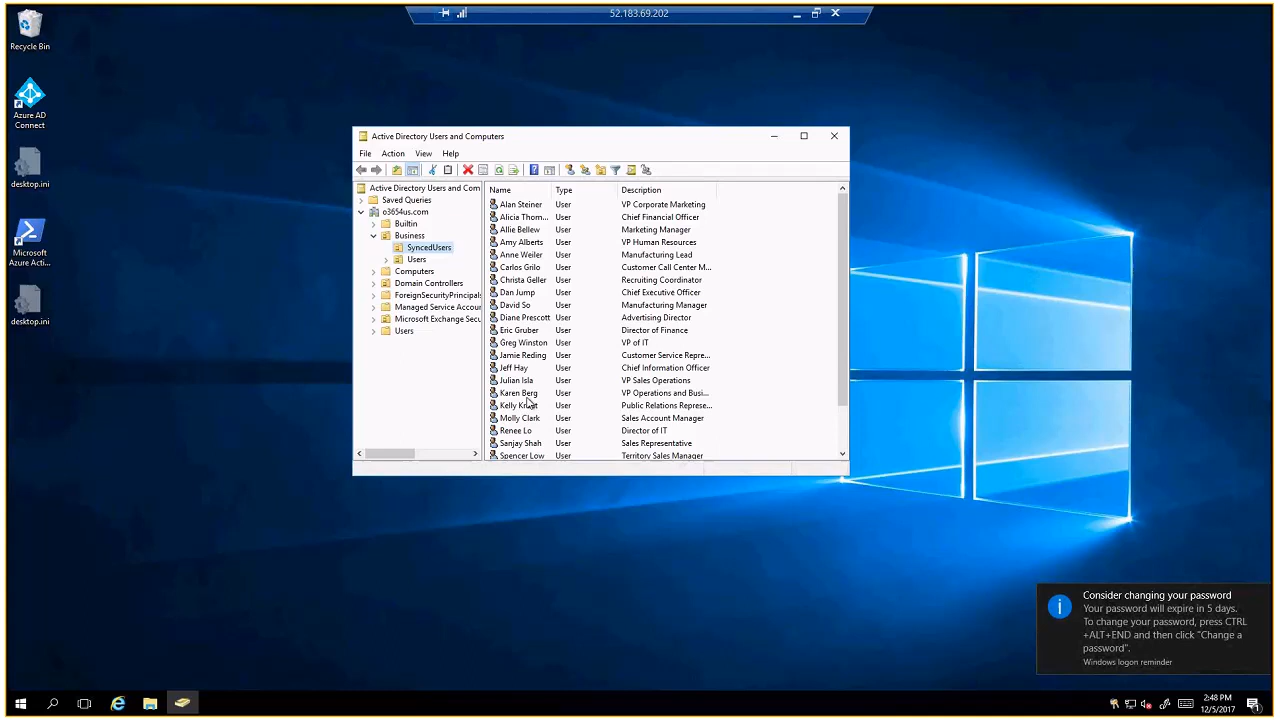 52.183.69.202
Recycle Bin
Azure AD
Connect
desktop.ini
Microsoft
Azure Acti...
desktop.ini
Active Directory Users and Computers
File Action View Help
Active Directory Users and Com
Saved Queries
o3654us.com
Builtin
Business
SyncedUsers
Users
Computers
Domain Controllers
ForeignSecurityPrincipals
Managed Service Accour
Microsoft Exchange Secu
Users
Name Type Description
Alan Steiner User VP Corporate Marketing
Alicia Thom... User Chief Financial Officer
Allie Bellew User Marketing Manager
Amy Alberts User VP Human Resources
Anne Weiler User Manufacturing Lead
Carlos Grilo User Customer Call Center M...
Christa Geller User Recruiting Coordinator
Dan Jump User Chief Executive Officer
David So User Manufacturing Manager
Diane Prescott User Advertising Director
Eric Gruber User Director of Finance
Greg Winston User VP of IT
Jamie Reding User Customer Service Repre...
Jeff Hay User Chief Information Officer
Julian Isla User VP Sales Operations
Karen Berg User VP Operations and Busi...
Kelly User Public Relations Represe...
Molly Clark User Sales Account Manager
Renee Lo User Director of IT
Sanjay Shah User Sales Representative
Spencer Low User Territory Sales Manager
Consider changing your password
Your password will expire in 5 days.
To change your password, press CTRL
+ALT+END and then click "Change a
password".
Windows logon reminder
2:48 PM
12/5/2017
1